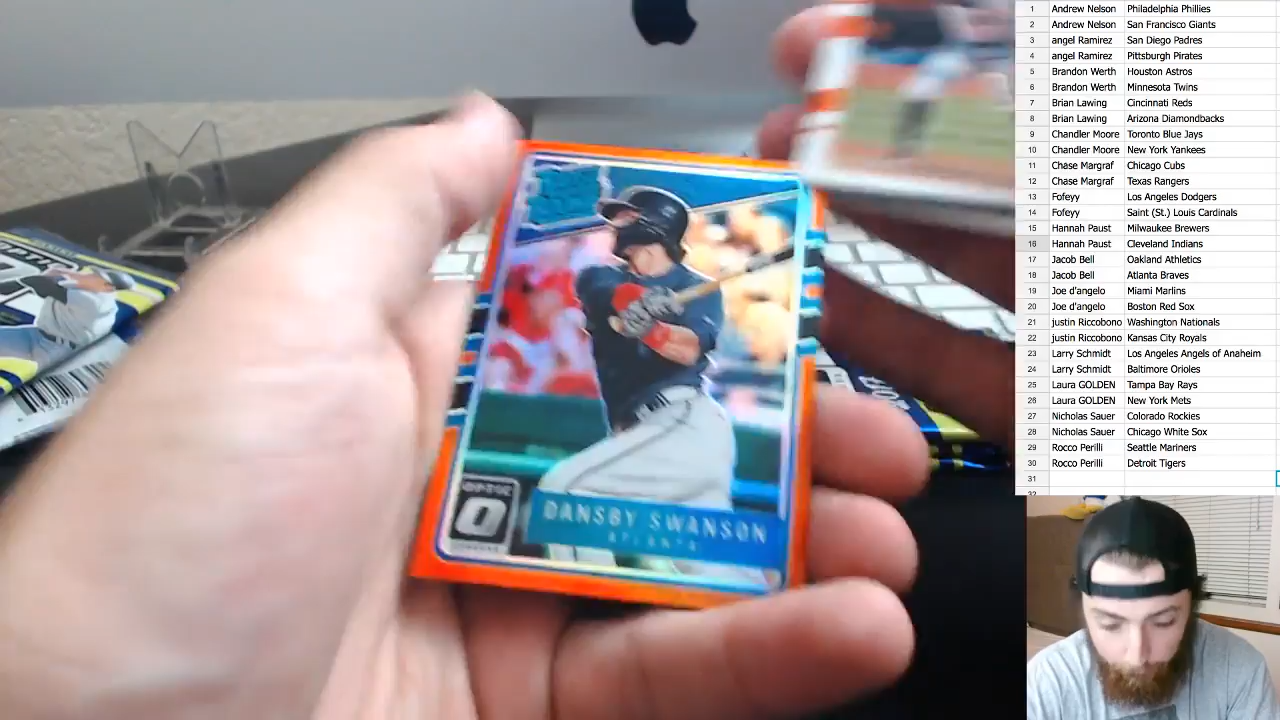 OPTIC
DANSBY SWANSON
ATLANTA
1 Andrew Nelson Philadelphia Phillies
2 Andrew Nelson San Francisco Giants
3 angel Ramirez San Diego Padres
4 angel Ramirez Pittsburgh Pirates
5 Brandon Werth Houston Astros
6 Brandon Werth Minnesota Twins
7 Brian Lawing Cincinnati Reds
8 Brian Lawing Arizona Diamondbacks
9 Chandler Moore Toronto Blue Jays
10 Chandler Moore New York Yankees
11 Chase Margraf Chicago Cubs
12 Chase Margraf Texas Rangers
13 Fofeyy Los Angeles Dodgers
14 Fofeyy Saint (St.) Louis Cardinals
15 Hannah Paust Milwaukee Brewers
16 Hannah Paust Cleveland Indians
17 Jacob Bell Oakland Athletics
18 Jacob Bell Atlanta Braves
19 Joe d'angelo Miami Marlins
20 Joe d'angelo Boston Red Sox
21 justin Riccobono Washington Nationals
22 justin Riccobono Kansas City Royals
23 Larry Schmidt Los Angeles Angels of Anaheim
24 Larry Schmidt Baltimore Orioles
25 Laura GOLDEN Tampa Bay Rays
26 Laura GOLDEN New York Mets
27 Nicholas Sauer Colorado Rockies
28 Nicholas Sauer Chicago White Sox
29 Rocco Perilli Seattle Mariners
30 Rocco Perilli Detroit Tigers
31